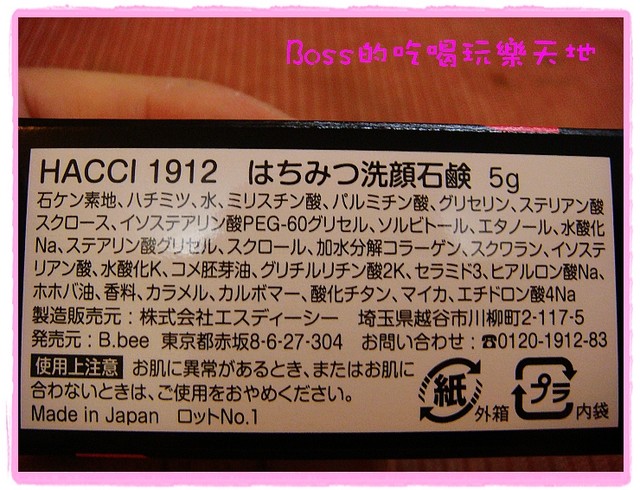 Boss的吃喝玩樂天地
HACCI 1912 はちみつ洗顔石鹸 5g
石ケン素地、ハチミツ、水、ミリスチン酸、パルミチン酸、グリセリン、ステリアン酸
スクロース、イソステアリン酸PEG-60グリセル、ソルビトール、エタノール、水酸化
Na、ステアリン酸グリセル、スクロール、加水分解コラーゲン、スクワラン、イソステ
リアン酸、水酸化K、コメ胚芽油、グリチルリチン酸2K、セラミド3、ヒアルロン酸Na、
ホホバ油、香料、カラメル、カルボマー、酸化チタン、マイカ、エチドロン酸4Na
製造販売元：株式会社エスディーシー 埼玉県越谷市川柳町2-117-5
発売元：B.bee 東京都赤坂8-6-27-304 お問い合わせ：☎0120-1912-83
使用上注意 お肌に異常があるとき、またはお肌に
合わないときは、ご使用をおやめください。
Made in Japan ロットNo.1
紙 外箱 プラ 内袋